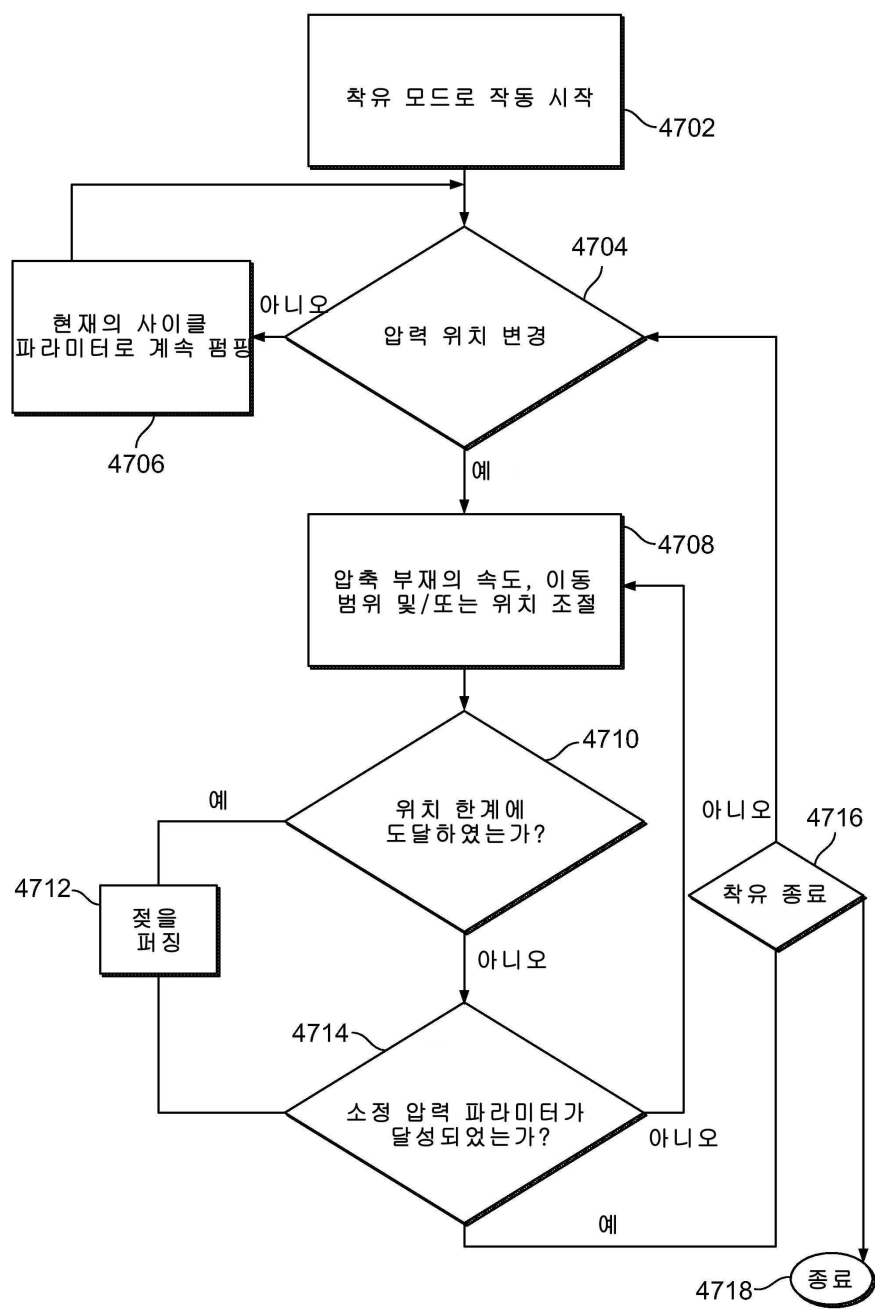 착유 모드로 작동 시작
4702
4704
아니오
압력 위치 변경
현재의 사이클
파라미터로 계속 펌핑
4706
예
4708
압축 부재의 속도, 이동
범위 및/또는 위치 조절
4710
예
위치 한계에
도달하였는가?
아니오
4716
착유 종료
4712
젖을
퍼징
아니오
4714
소정 압력 파라미터가
달성되었는가?
아니오
예
4718
종료